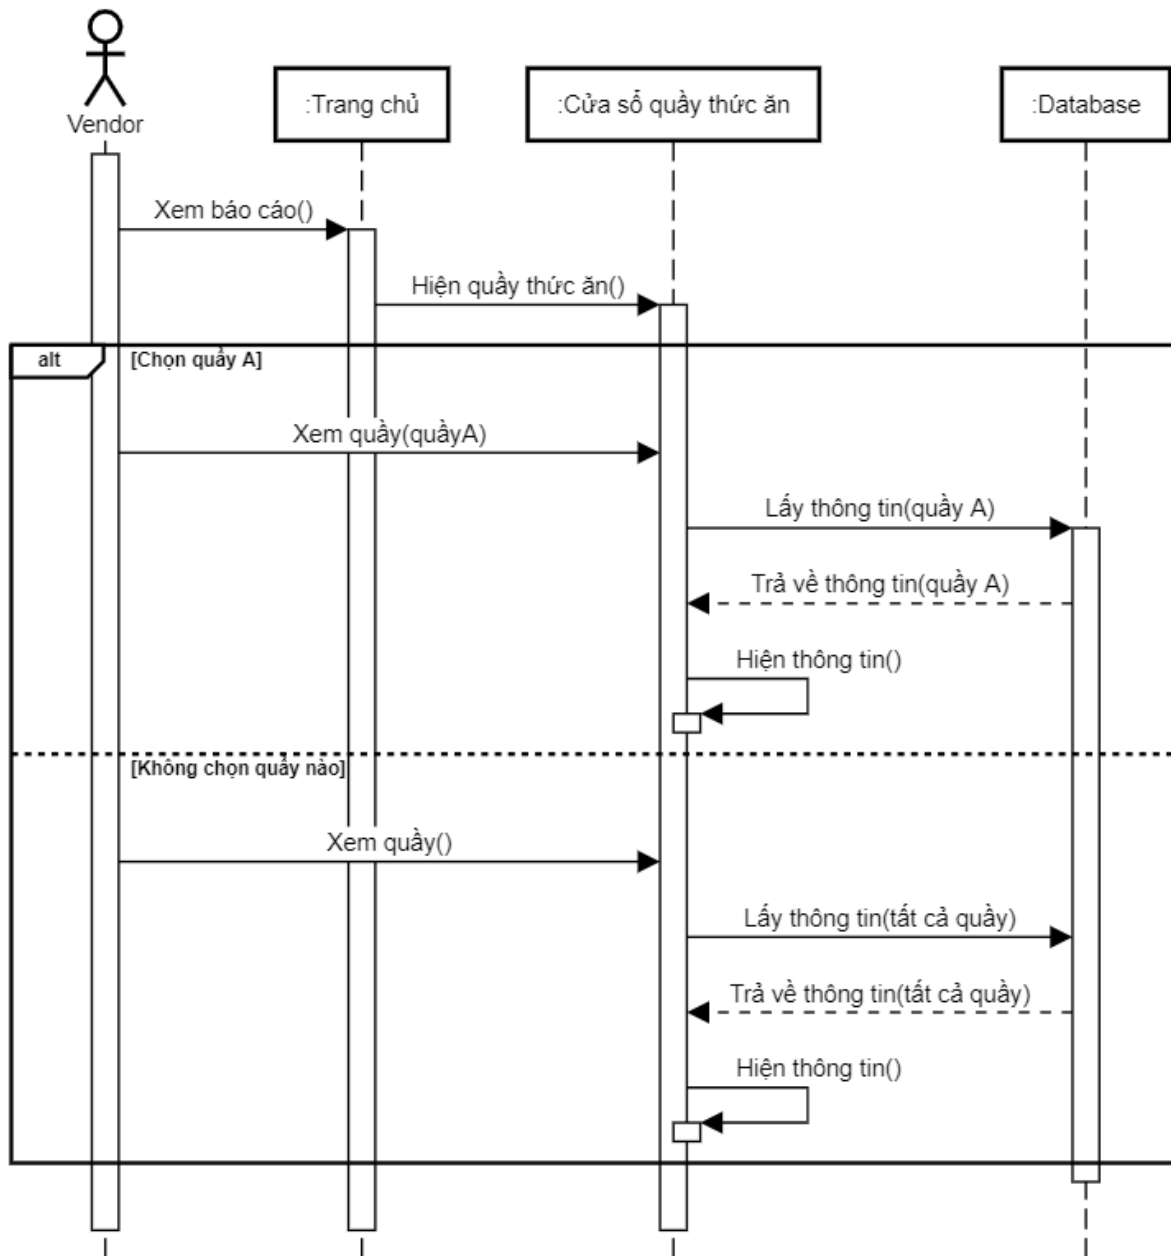 Vendor
:Trang chủ
:Cửa sổ quầy thức ăn
:Database
Xem báo cáo()
Hiện quầy thức ăn()
alt
[Chọn quầy A]
Xem quầy(quầyA)
Lấy thông tin(quầy A)
Trả về thông tin(quầy A)
Hiện thông tin()
[Không chọn quầy nào]
Xem quầy()
Lấy thông tin(tất cả quầy)
Trả về thông tin(tất cả quầy)
Hiện thông tin()